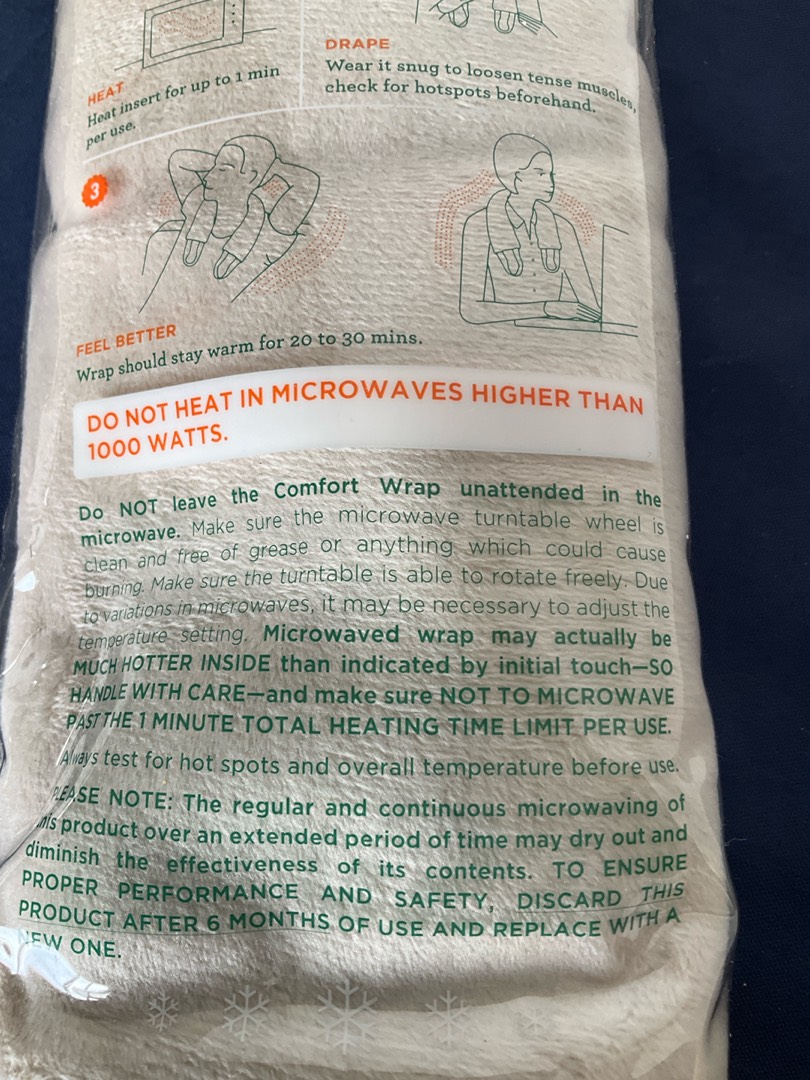 HEAT
Heat insert for up to 1 min
per use.
DRAPE
Wear it snug to loosen tense muscles,
check for hotspots beforehand.
3
FEEL BETTER
Wrap should stay warm for 20 to 30 mins.
DO NOT HEAT IN MICROWAVES HIGHER THAN
1000 WATTS.
Do NOT leave the Comfort Wrap unattended in the
microwave. Make sure the microwave turntable wheel is
clean and free of grease or anything which could cause
burning. Make sure the turntable is able to rotate freely. Due
to variations in microwaves, it may be necessary to adjust the
temperature setting. Microwaved wrap may actually be
MUCH HOTTER INSIDE than indicated by initial touch—SO
HANDLE WITH CARE—and make sure NOT TO MICROWAVE
PAST THE 1 MINUTE TOTAL HEATING TIME LIMIT PER USE.
Always test for hot spots and overall temperature before use.
PLEASE NOTE: The regular and continuous microwaving of
this product over an extended period of time may dry out and
diminish the effectiveness of its contents. TO ENSURE
PROPER PERFORMANCE AND SAFETY, DISCARD THIS
PRODUCT AFTER 6 MONTHS OF USE AND REPLACE WITH A
NEW ONE.